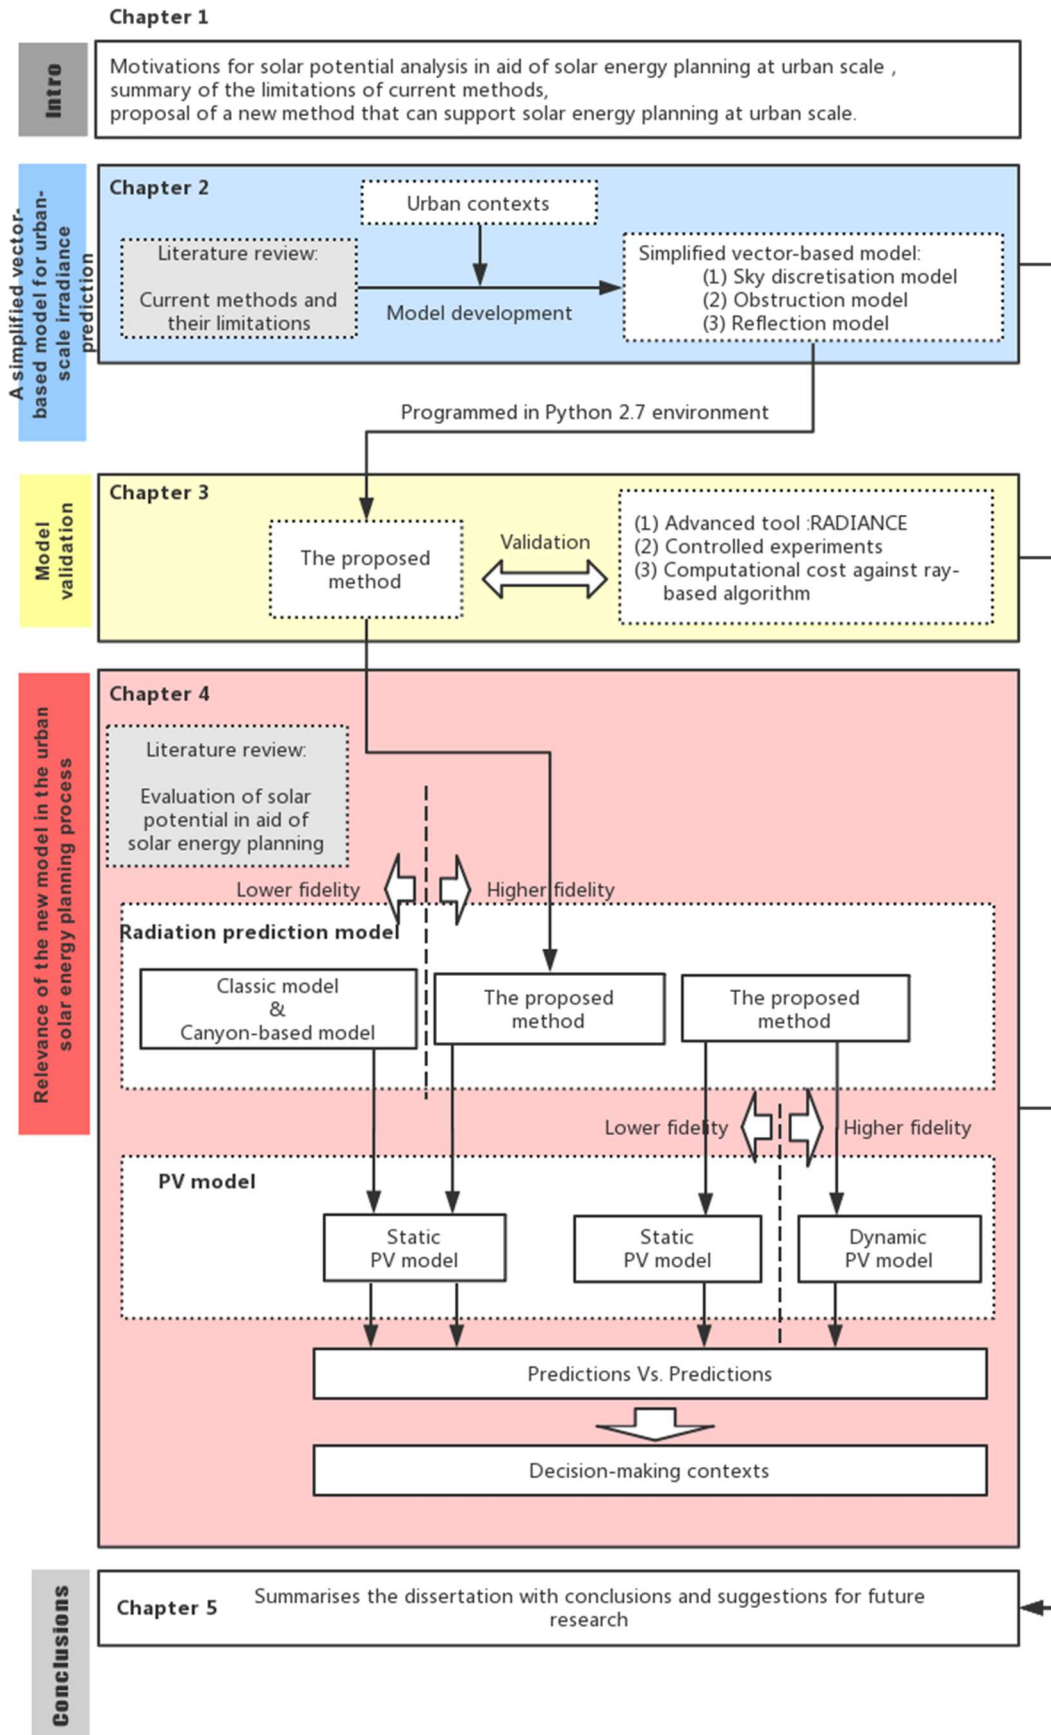 Chapter 1
Intro
Motivations for solar potential analysis in aid of solar energy planning at urban scale ,
summary of the limitations of current methods,
proposal of a new method that can support solar energy planning at urban scale.
A simplified vector-
based model for urban-
scale irradiance
prediction
Chapter 2
Urban contexts
Literature review:
Current methods and
their limitations
Model development
Simplified vector-based model:
(1) Sky discretisation model
(2) Obstruction model
(3) Reflection model
Programmed in Python 2.7 environment
Model
validation
Chapter 3
The proposed
method
Validation
(1) Advanced tool :RADIANCE
(2) Controlled experiments
(3) Computational cost against ray-
based algorithm
Relevance of the new model in the urban
solar energy planning process
Chapter 4
Literature review:
Evaluation of solar
potential in aid of
solar energy planning
Lower fidelity
Higher fidelity
Radiation prediction model
Classic model
&
Canyon-based model
The proposed
method
The proposed
method
Lower fidelity
Higher fidelity
PV model
Static
PV model
Static
PV model
Dynamic
PV model
Predictions Vs. Predictions
Decision-making contexts
Conclusions
Chapter 5
Summarises the dissertation with conclusions and suggestions for future
research